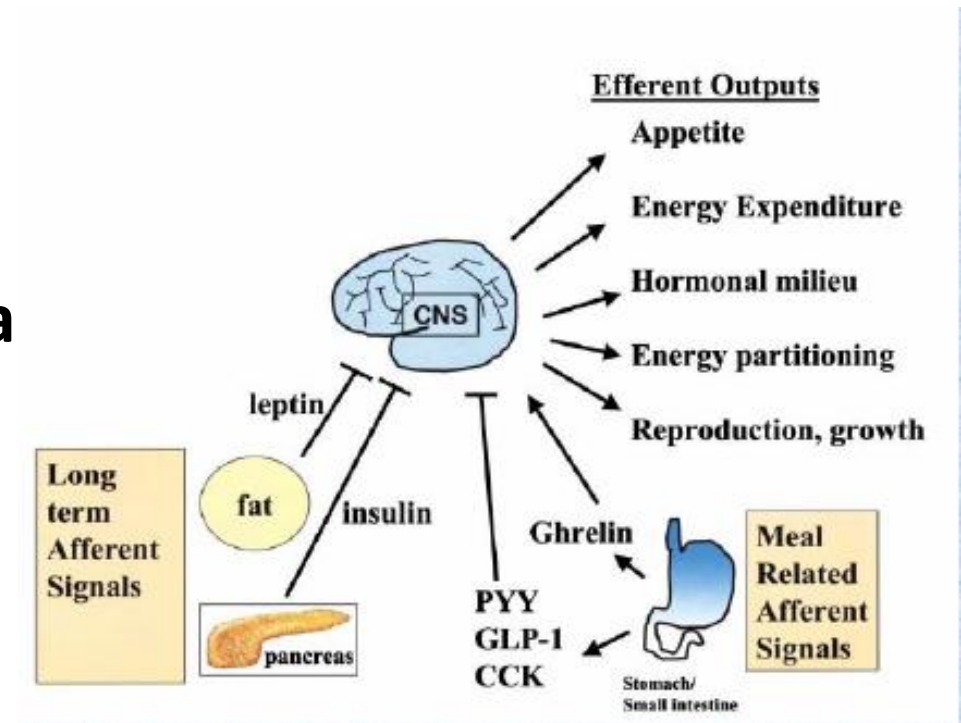 Efferent Outputs
Appetite
Energy Expenditure
Hormonal milieu
Energy partitioning
Reproduction, growth
a
CNS
leptin
Long
term
Afferent
Signals
fat
insulin
pancreas
Ghrelin
PYY
GLP-1
CCK
Stomach/
Small intestine
Meal
Related
Afferent
Signals